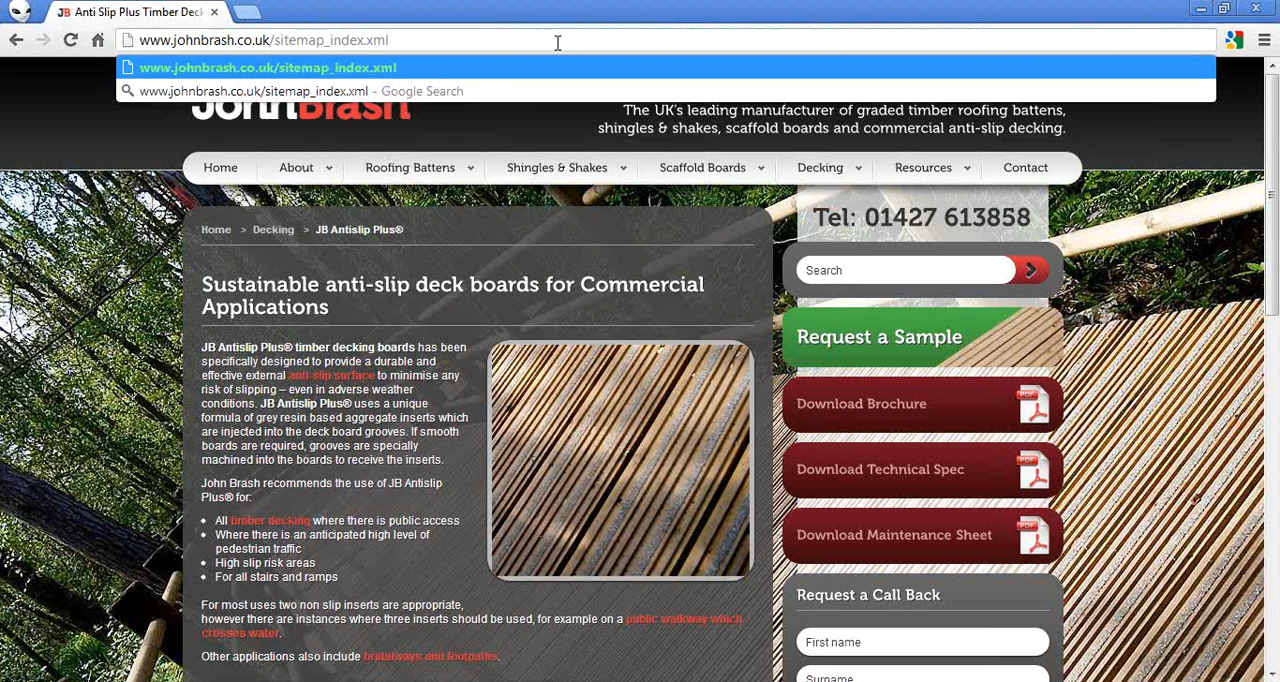 JB Anti Slip Plus Timber Dec
www.johnbrash.co.uk/sitemap_index.xml
www.johnbrash.co.uk/sitemap_index.xml
www.johnbrash.co.uk/sitemap_index.xml - Google Search
JohnBrash
The UK's leading manufacturer of graded timber roofing battens,
shingles & shakes, scaffold boards and commercial anti-slip decking.
Home About Roofing Battens Shingles & Shakes Scaffold Boards Decking Resources Contact
Tel: 01427 613858
Home > Decking > JB Antislip Plus®
Search
Sustainable anti-slip deck boards for Commercial
Applications
Request a Sample
JB Antislip Plus® timber decking boards has been
specifically designed to provide a durable and
effective external anti-slip surface to minimise any
risk of slipping – even in adverse weather
conditions. JB Antislip Plus® uses a unique
formula of grey resin based aggregate inserts which
are injected into the deck board grooves. If smooth
boards are required, grooves are specially
machined into the boards to receive the inserts.
Download Brochure
PDF
Download Technical Spec
PDF
John Brash recommends the use of JB Antislip
Plus® for:
All timber decking where there is public access
Where there is an anticipated high level of
pedestrian traffic
High slip risk areas
For all stairs and ramps
Download Maintenance Sheet
PDF
For most uses two non slip inserts are appropriate,
however there are instances where three inserts should be used, for example on a public walkway which
crosses water.
Other applications also include bridalways and footpaths.
Request a Call Back
First name
Surname